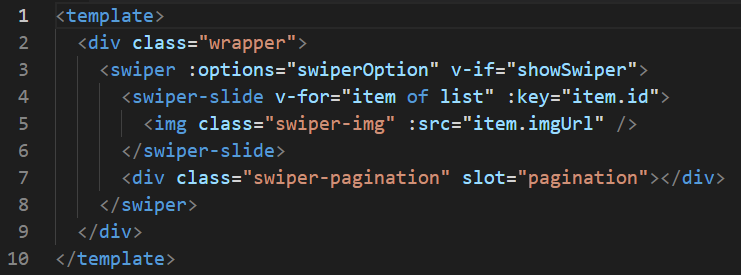 1 <template>
2   <div class="wrapper">
3     <swiper :options="swiperOption" v-if="showSwiper">
4       <swiper-slide v-for="item of list" :key="item.id">
5         <img class="swiper-img" :src="item.imgUrl" />
6       </swiper-slide>
7       <div class="swiper-pagination" slot="pagination"></div>
8     </swiper>
9   </div>
10 </template>